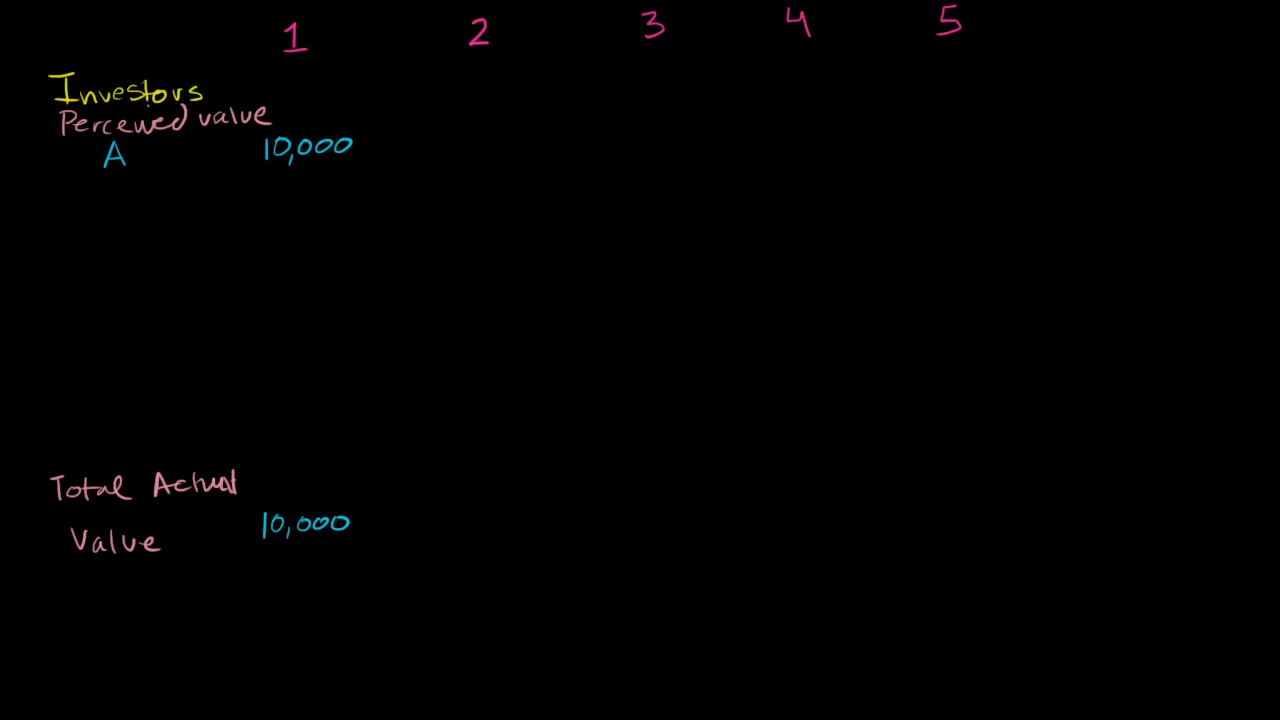 1 2 3 4 5
Investors
Perceived value
A 10,000
Total Actual
Value 10,000